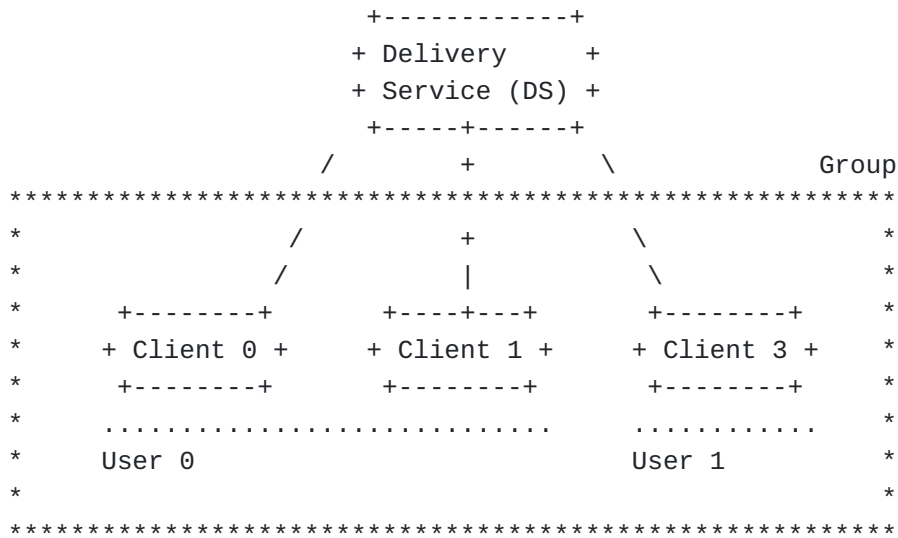 +------------+
                      + Delivery     +
                      + Service (DS) +
                       +-----+------+
                    /        +        \             Group
*********************************************************
*                 /          +          \               *
*                /           |           \              *
*      +--------+       +----+---+       +--------+     *
*     + Client 0 +     + Client 1 +     + Client 3 +    *
*      +--------+       +--------+       +--------+     *
*     .............................     ............    *
*     User 0                            User 1          *
*                                                       *
*********************************************************